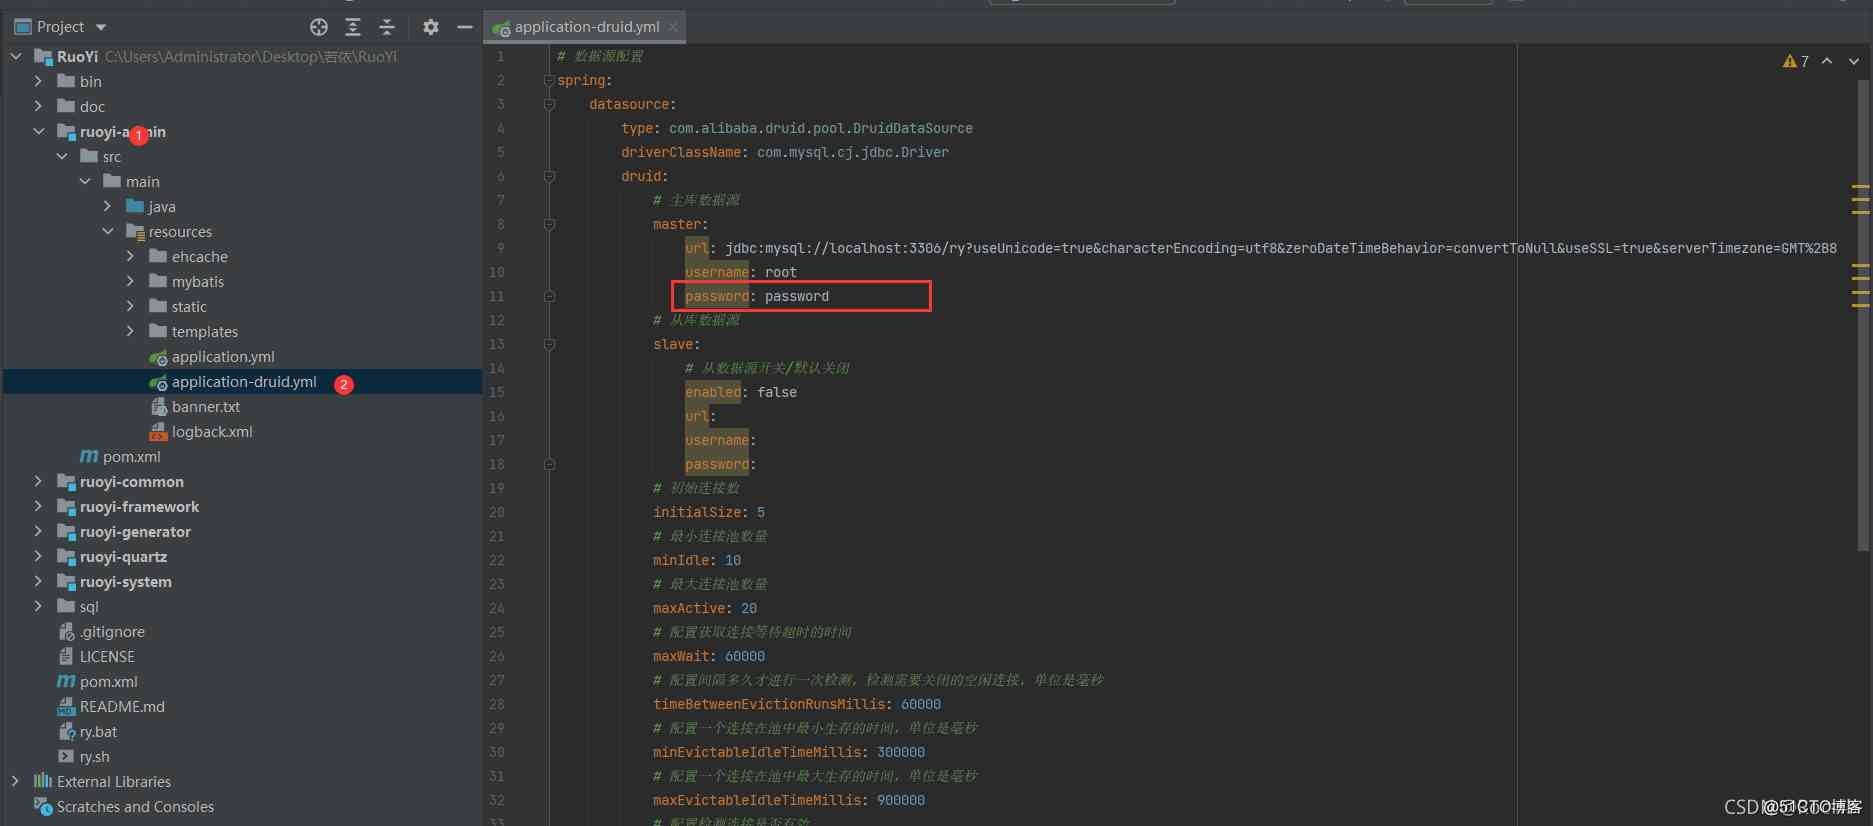 Project
RuoYi C:\Users\Administrator\Desktop\若依\RuoYi
bin
doc
ruoyi-admin
1
src
main
java
resources
ehcache
mybatis
static
templates
application.yml
application-druid.yml
2
banner.txt
logback.xml
pom.xml
ruoyi-common
ruoyi-framework
ruoyi-generator
ruoyi-quartz
ruoyi-system
sql
.gitignore
LICENSE
pom.xml
README.md
ry.bat
ry.sh
External Libraries
Scratches and Consoles
application-druid.yml
7
1 # 数据源配置
2 spring:
3 datasource:
4 type: com.alibaba.druid.pool.DruidDataSource
5 driverClassName: com.mysql.cj.jdbc.Driver
6 druid:
7 # 主库数据源
8 master:
9 url: jdbc:mysql://localhost:3306/ry?useUnicode=true&characterEncoding=utf8&zeroDateTimeBehavior=convertToNull&useSSL=true&serverTimezone=GMT%2B8
10 username: root
11 password: password
12 # 从库数据源
13 slave:
14 # 从数据源开关/默认关闭
15 enabled: false
16 url:
17 username:
18 password:
19 # 初始连接数
20 initialSize: 5
21 # 最小连接池数量
22 minIdle: 10
23 # 最大连接池数量
24 maxActive: 20
25 # 配置获取连接等待超时的时间
26 maxWait: 60000
27 # 配置间隔多久才进行一次检测，检测需要关闭的空闲连接，单位是毫秒
28 timeBetweenEvictionRunsMillis: 60000
29 # 配置一个连接在池中最小生存的时间，单位是毫秒
30 minEvictableIdleTimeMillis: 300000
31 # 配置一个连接在池中最大生存的时间，单位是毫秒
32 maxEvictableIdleTimeMillis: 900000
33 # 配置检测连接是否有效
@51CTO博客